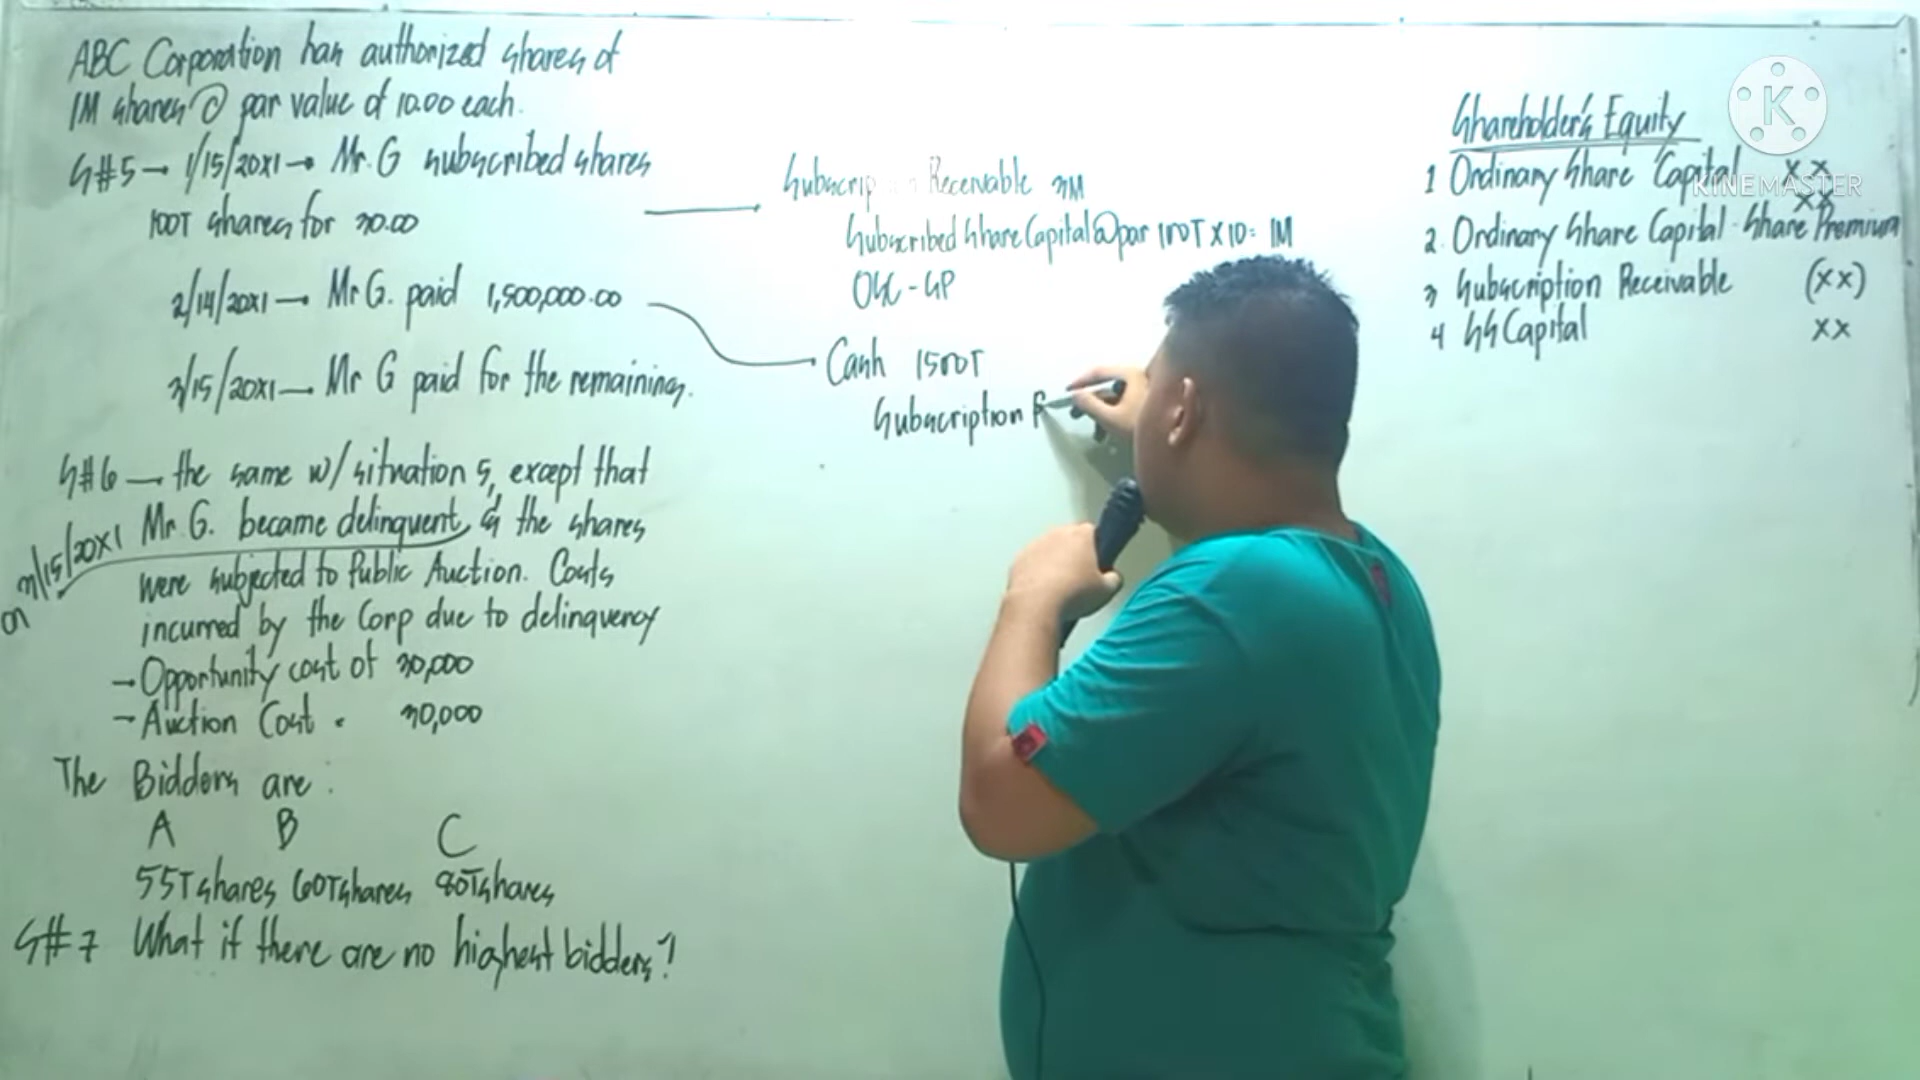 ABC Corporation has authorized shares of
1M shares @ par value of 10.00 each.
S#5 → 1/15/20x1 → Mr. G subscribed shares
100T shares for 30.00
2/14/20x1 → Mr G. paid 1,500,000.00
3/15/20x1 — Mr G paid for the remaining.
S#6 — the same w/ situation 5, except that
on 3/15/20x1 Mr. G. became delinquent & the shares
were subjected to Public Auction. Costs
incurred by the Corp due to delinquency
→ Opportunity cost of 30,000
→ Auction Cost • 30,000
The Bidders are :
A B C
55T shares 60T shares 80T shares
S#7 What if there are no highest bidders?
Subscrip Receivable 3M
Subscribed Share Capital @ par 100T x 10 = 1M
OSC - SP
Cash 1500T
Subscription R
Shareholder's Equity
1 Ordinary Share Capital xx
xx
2. Ordinary Share Capital - Share Premium
3 Subscription Receivable (xx)
4 SS Capital xx
K
KINEMASTER